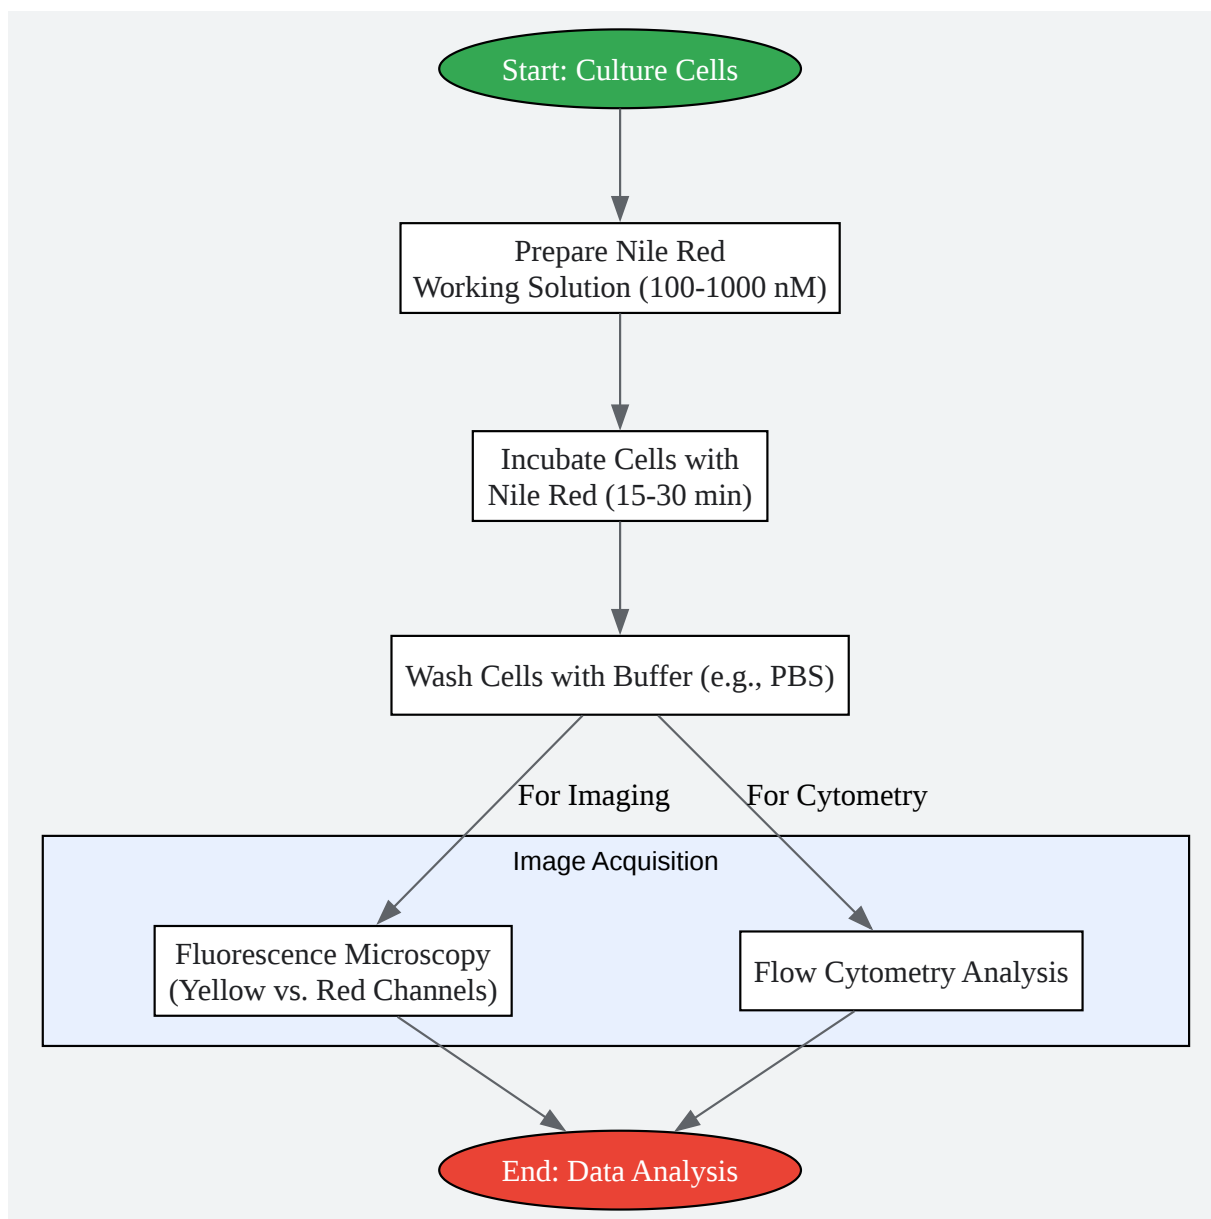 Start: Culture Cells
Prepare Nile Red
Working Solution (100-1000 nM)
Incubate Cells with
Nile Red (15-30 min)
Wash Cells with Buffer (e.g., PBS)
For Imaging
For Cytometry
Image Acquisition
Fluorescence Microscopy
(Yellow vs. Red Channels)
Flow Cytometry Analysis
End: Data Analysis